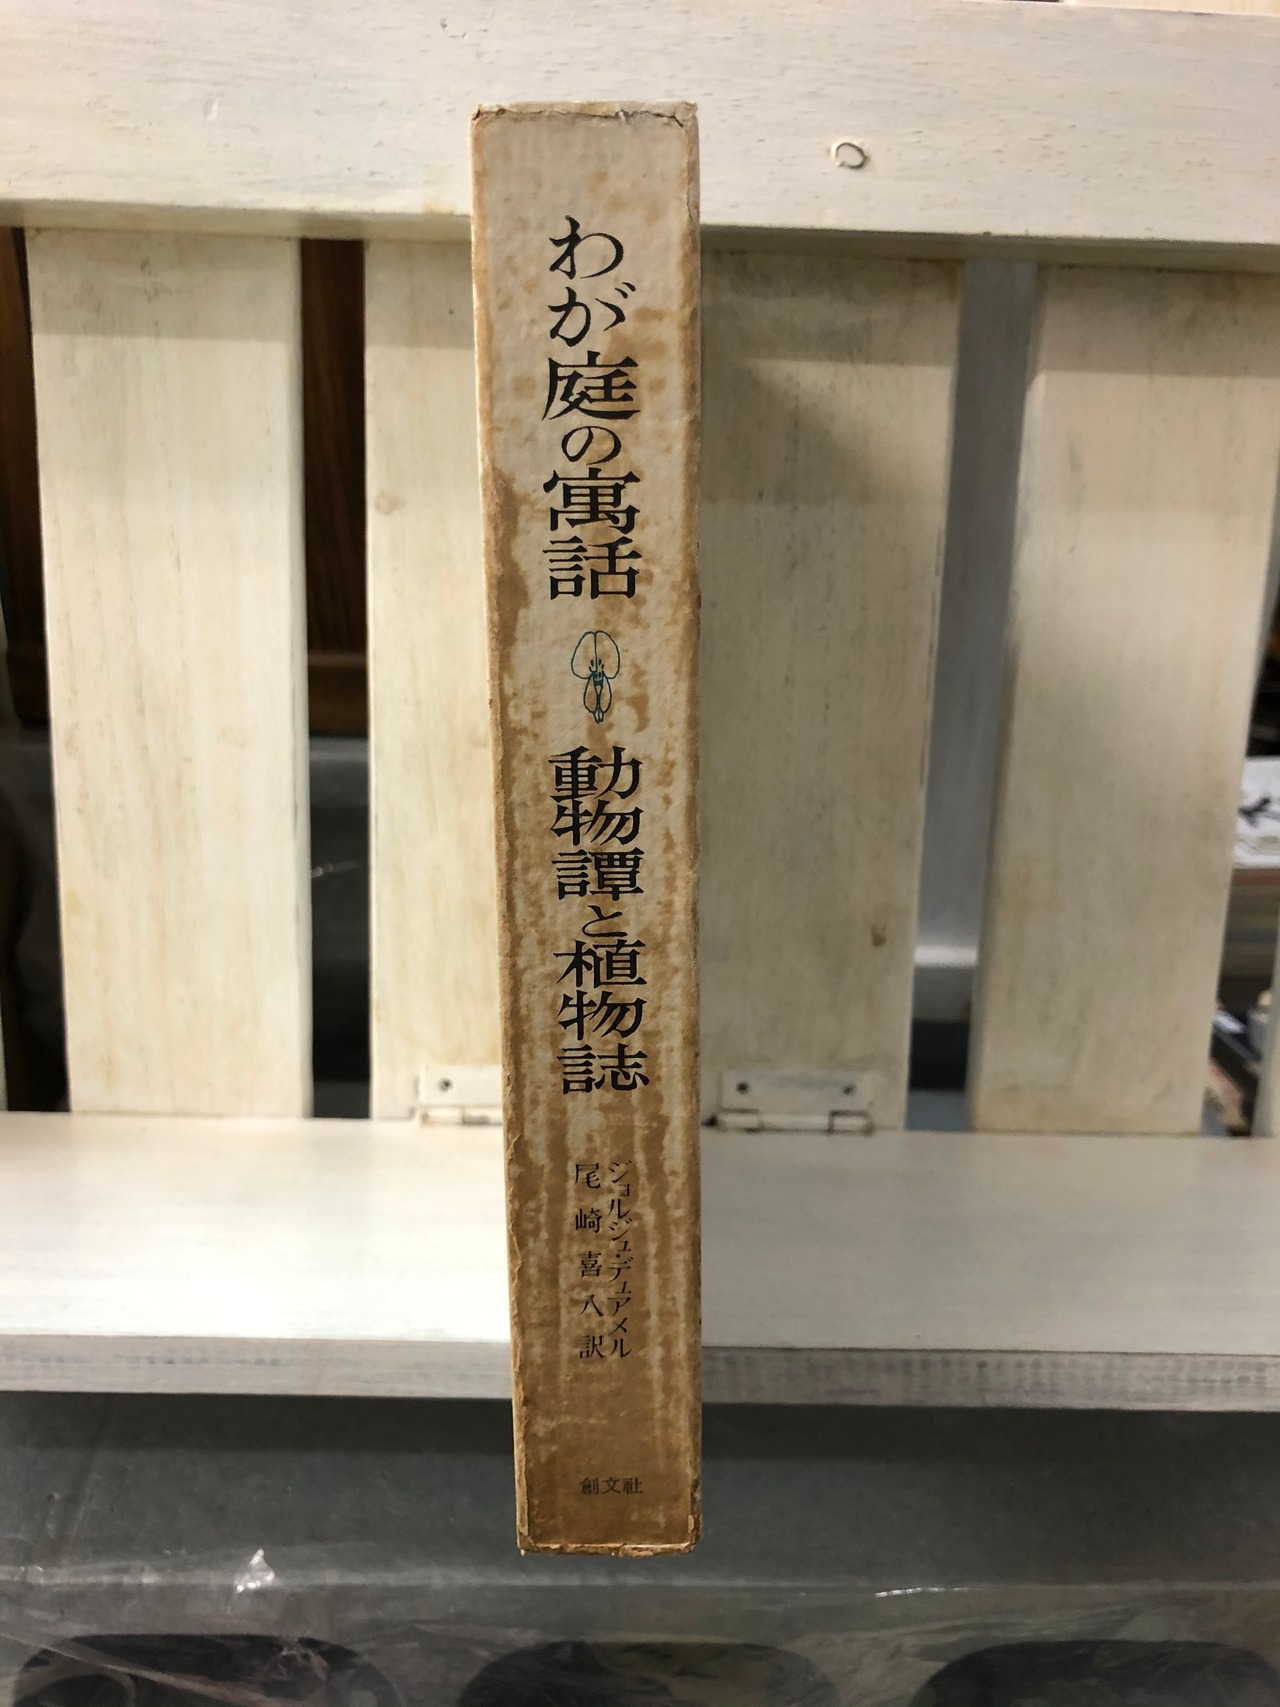 わが庭の寓話
動物譚と植物誌
ジョルジュ・デュアメル
尾崎喜八訳
創文社